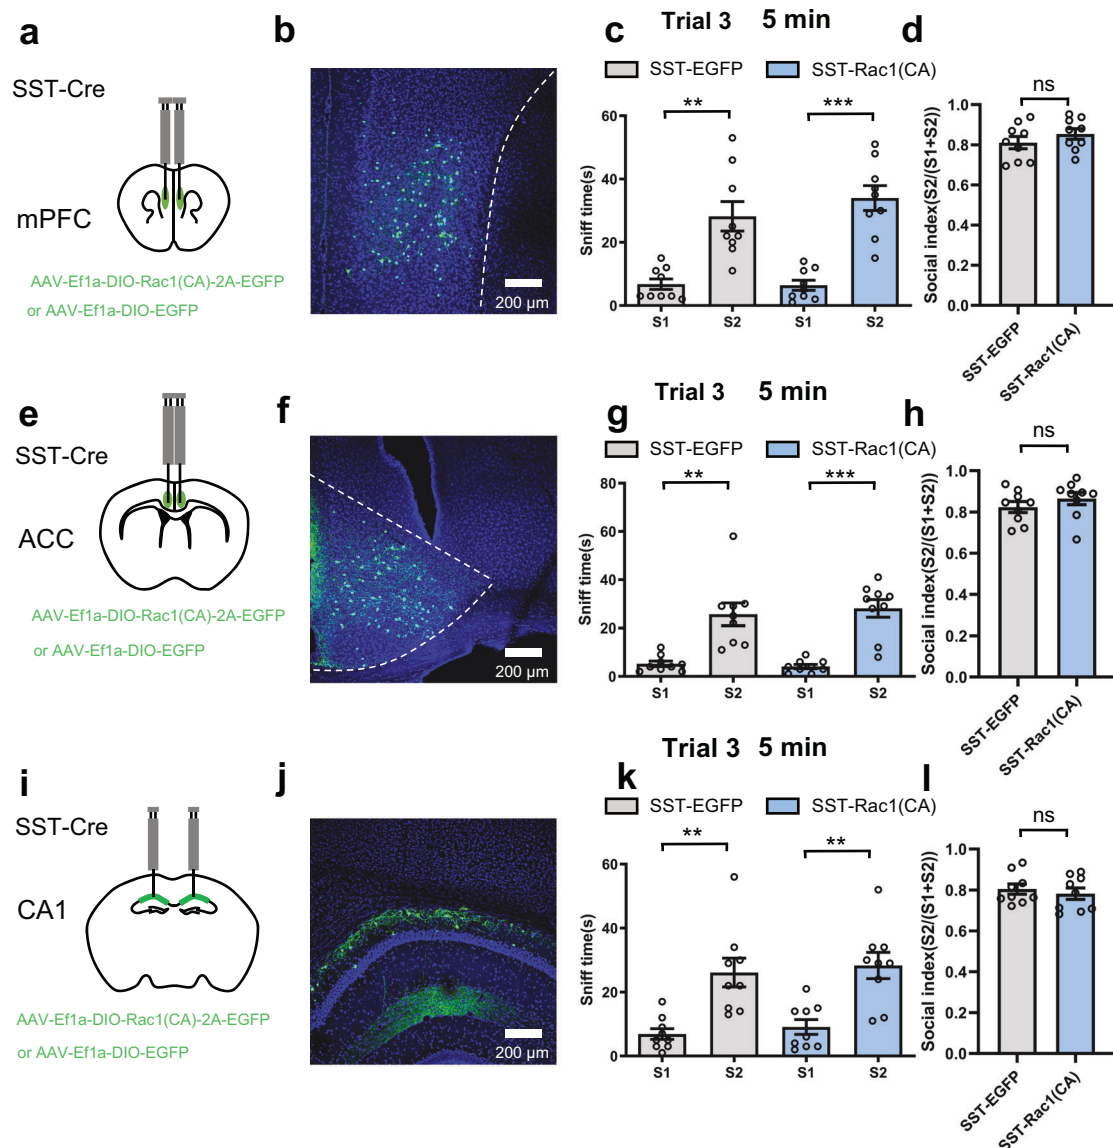 a
SST-Cre
mPFC
AAV-Ef1a-DIO-Rac1(CA)-2A-EGFP
or AAV-Ef1a-DIO-EGFP
b
200 μm
c
Trial 3 5 min
SST-EGFP SST-Rac1(CA)
** ***
Sniff time(s)
60
40
20
0
S1 S2 S1 S2
d
ns
Social index(S2/(S1+S2))
1.0
0.8
0.6
0.4
0.2
0.0
SST-EGFP
SST-Rac1(CA)
e
SST-Cre
ACC
AAV-Ef1a-DIO-Rac1(CA)-2A-EGFP
or AAV-Ef1a-DIO-EGFP
f
200 μm
g
Trial 3 5 min
SST-EGFP SST-Rac1(CA)
** ***
Sniff time(s)
80
60
40
20
0
S1 S2 S1 S2
h
ns
Social index(S2/(S1+S2))
1.0
0.8
0.6
0.4
0.2
0.0
SST-EGFP
SST-Rac1(CA)
i
SST-Cre
CA1
AAV-Ef1a-DIO-Rac1(CA)-2A-EGFP
or AAV-Ef1a-DIO-EGFP
j
200 μm
k
Trial 3 5 min
SST-EGFP SST-Rac1(CA)
** **
Sniff time(s)
60
40
20
0
S1 S2 S1 S2
l
ns
Social index(S2/(S1+S2))
1.0
0.8
0.6
0.4
0.2
0.0
SST-EGFP
SST-Rac1(CA)